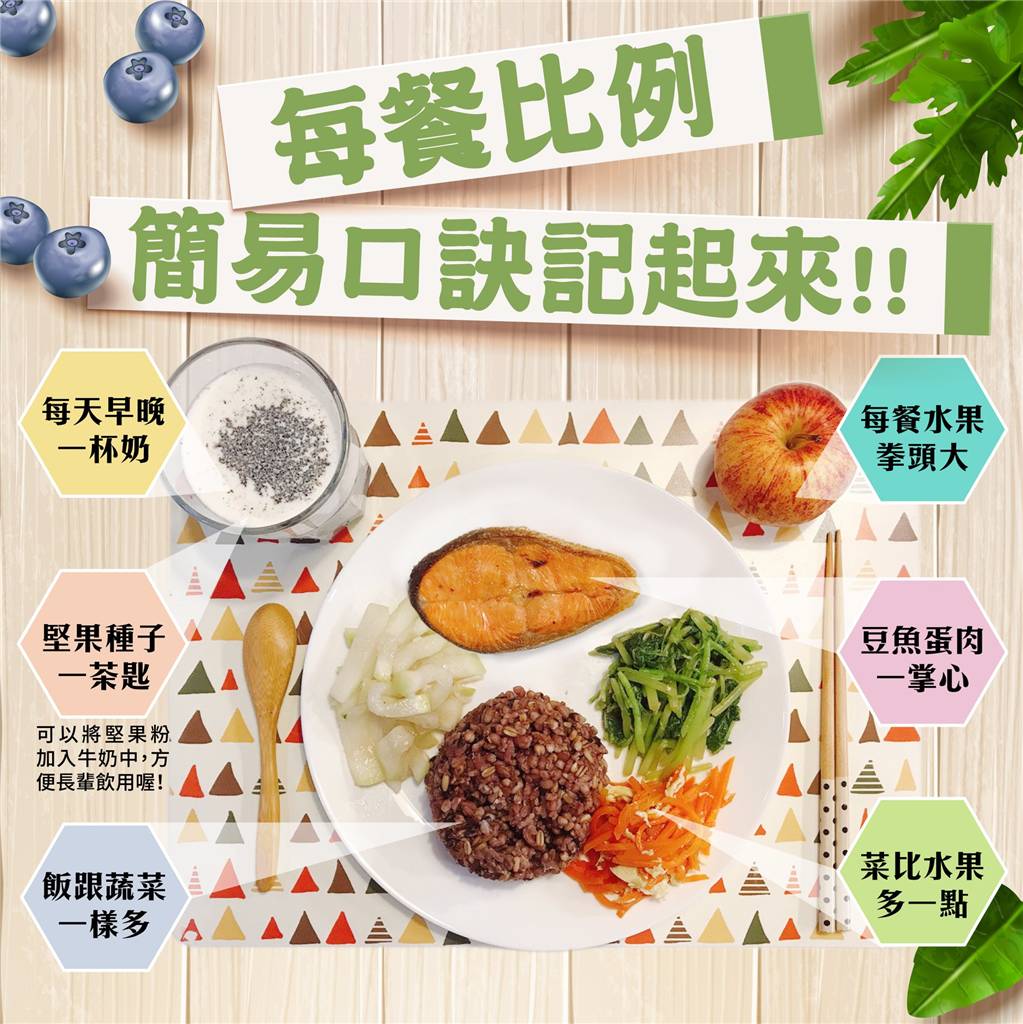 每餐比例
簡易口訣記起來!!
每天早晚
一杯奶
每餐水果
拳頭大
堅果種子
一茶匙
可以將堅果粉
加入牛奶中，方
便長輩飲用喔！
豆魚蛋肉
一掌心
飯跟蔬菜
一樣多
菜比水果
多一點